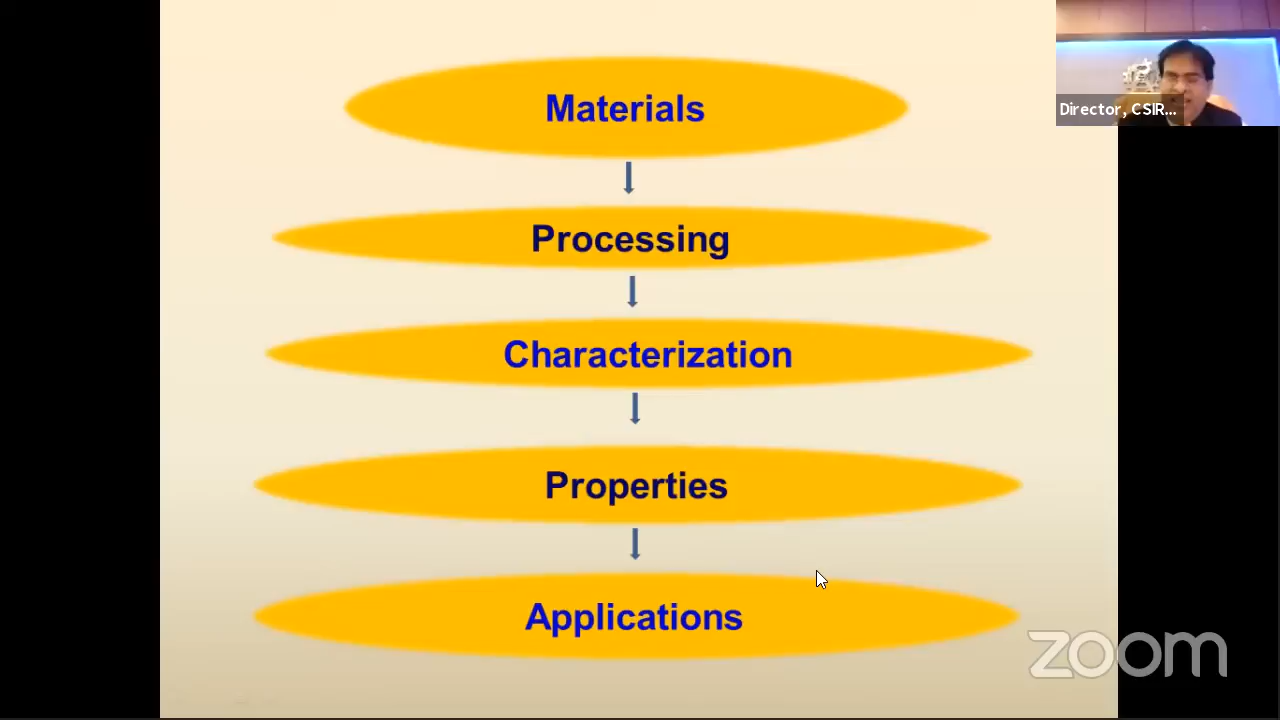 Materials
Director, CSIR...
Processing
Characterization
Properties
Applications
zoom